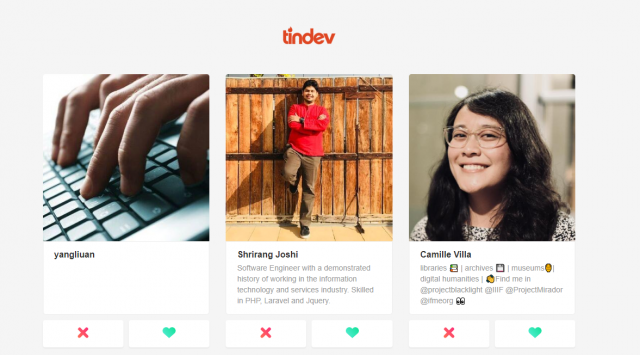 tindev
yangliuan
Shrirang Joshi
Software Engineer with a demonstrated
history of working in the information
technology and services industry. Skilled
in PHP, Laravel and Jquery.
Camille Villa
libraries | archives 💾 | museums | 
digital humanities | Find me in
@projectblacklight @IIIF @ProjectMirador
@ifmeorg 👀